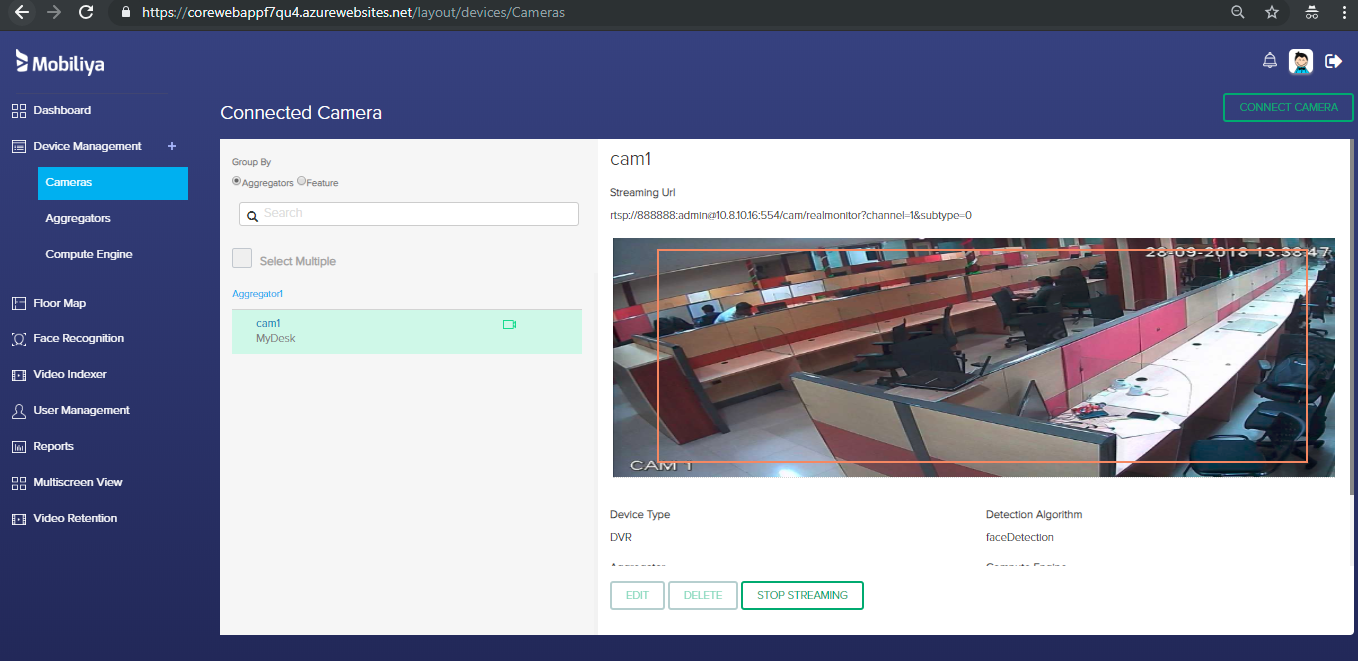 https://corewebappf7qu4.azurewebsites.net/layout/devices/Cameras
Mobiliya
Dashboard
Device Management +
Cameras
Aggregators
Compute Engine
Floor Map
Face Recognition
Video Indexer
User Management
Reports
Multiscreen View
Video Retention
Connected Camera
CONNECT CAMERA
Group By
Aggregators Feature
Search
Select Multiple
Aggregator1
cam1
MyDesk
cam1
Streaming Url
rtsp://888888:admin@10.8.10.16:554/cam/realmonitor?channel=1&subtype=0
28-09-2018 13:38:47
CAM 1
Device Type
DVR
Detection Algorithm
faceDetection
Aggregator
Compute Engine
EDIT DELETE STOP STREAMING